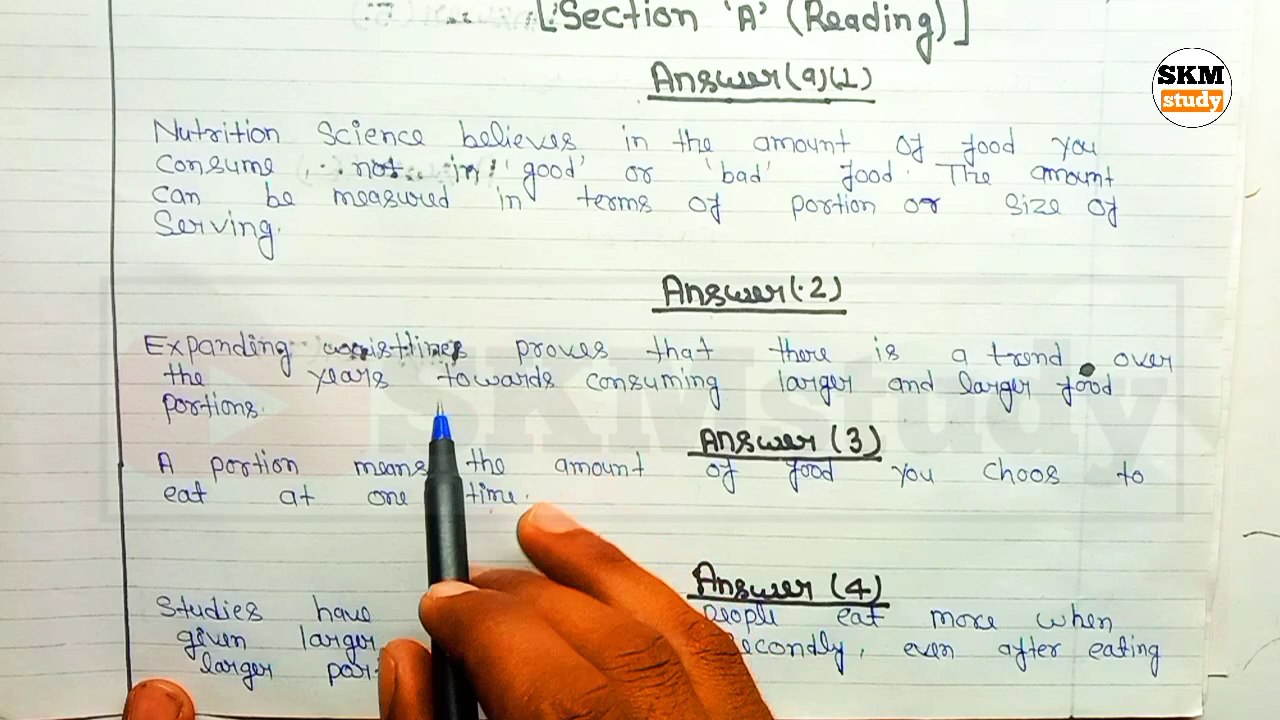 [Section 'A' (Reading)]
SKM
study
Answer (a)(1)
Nutrition Science believes in the amount of food you
consume, not in 'good' or 'bad' food. The amount
can be measured in terms of portion or size of
Serving.
Answer (2)
Expanding proves that there is a trend over
the years towards consuming larger and larger food
portions.
SKMstudy
Answer (3)
A portion means the amount of food you choos to
eat at one time.
Answer (4)
Studies have people eat more when
given larger secondly, even after eating
larger